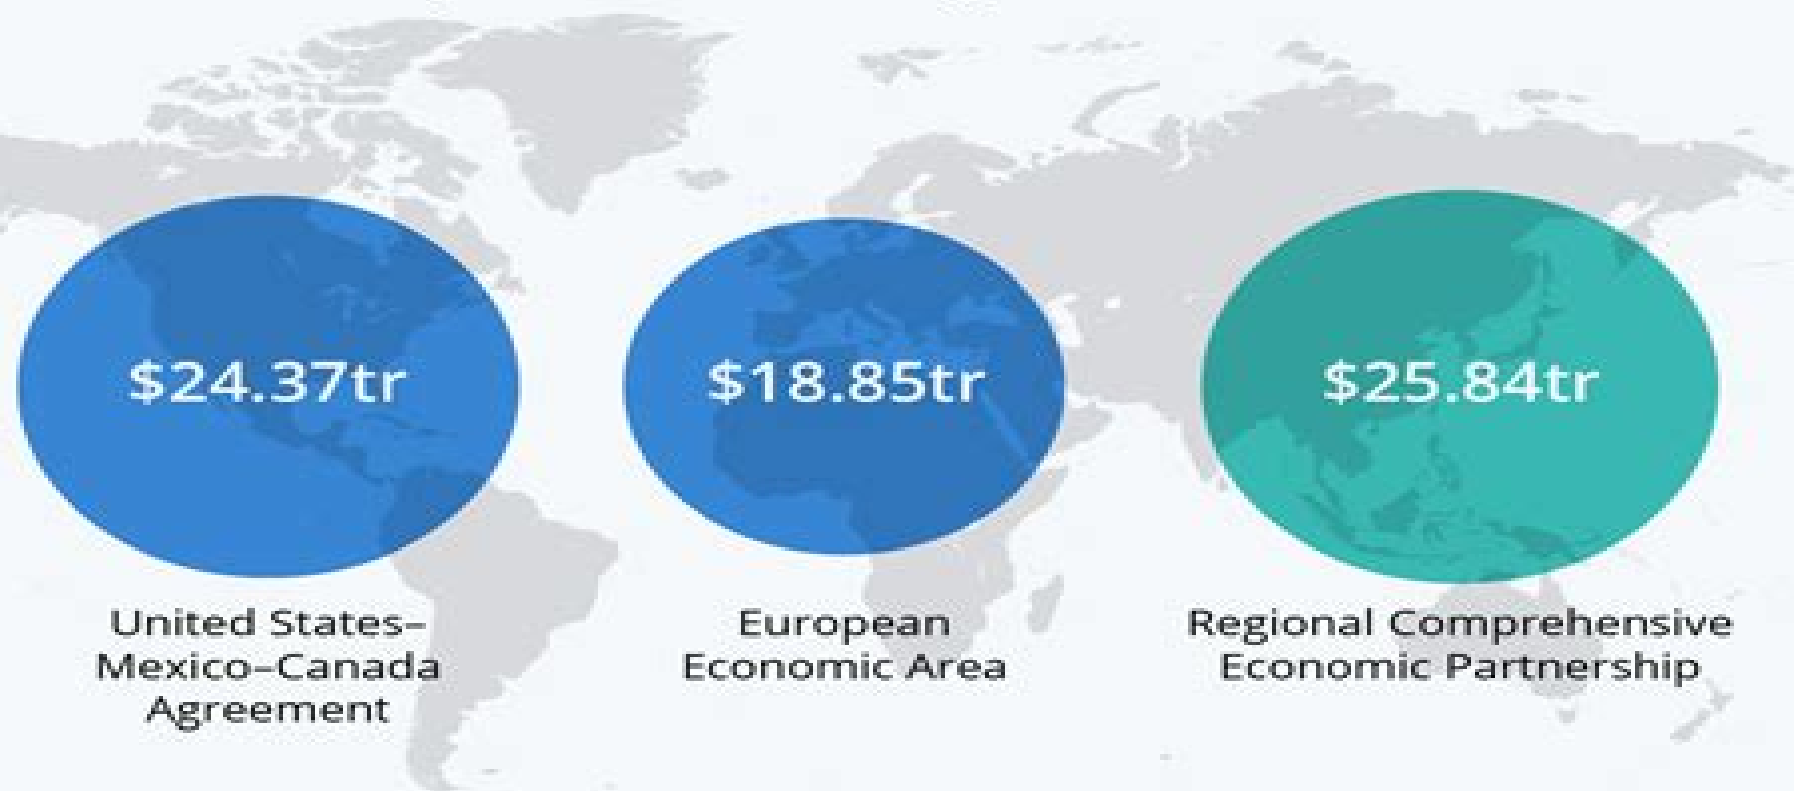 $24.37tr
United States–
Mexico–Canada
Agreement
$18.85tr
European
Economic Area
$25.84tr
Regional Comprehensive
Economic Partnership